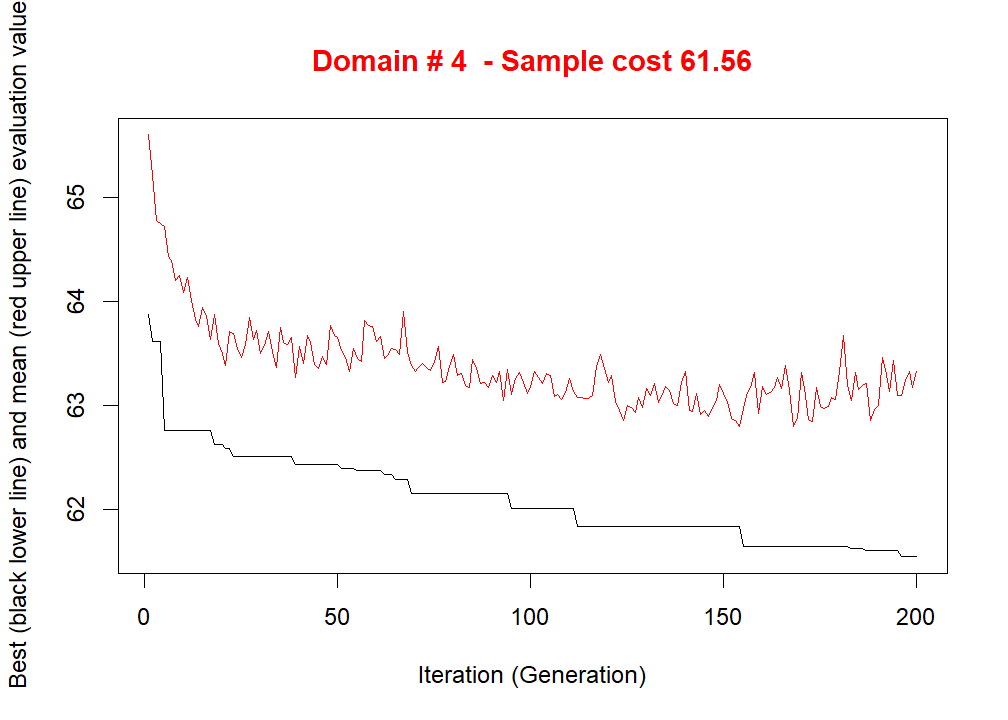 Domain # 4  - Sample cost 61.56
Best (black lower line) and mean (red upper line) evaluation value
65
64
63
62
0 50 100 150 200
Iteration (Generation)